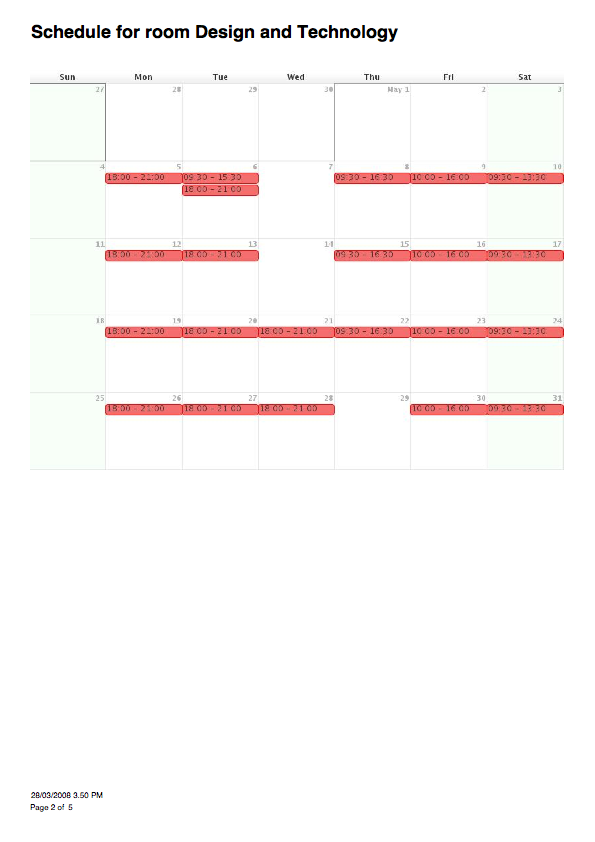 Schedule for room Design and Technology
Sun Mon Tue Wed Thu Fri Sat
27 28 29 30 May 1 2 3
4 5 6 7 8 9 10
18:00 - 21:00 09:30 - 15:30 09:30 - 16:30 10:00 - 16:00 09:30 - 13:30
18:00 - 21:00
11 12 13 14 15 16 17
18:00 - 21:00 18:00 - 21:00 09:30 - 16:30 10:00 - 16:00 09:30 - 13:30
18 19 20 21 22 23 24
18:00 - 21:00 18:00 - 21:00 18:00 - 21:00 09:30 - 16:30 10:00 - 16:00 09:30 - 13:30
25 26 27 28 29 30 31
18:00 - 21:00 18:00 - 21:00 18:00 - 21:00 10:00 - 16:00 09:30 - 13:30
28/03/2008 3.50 PM
Page 2 of 5